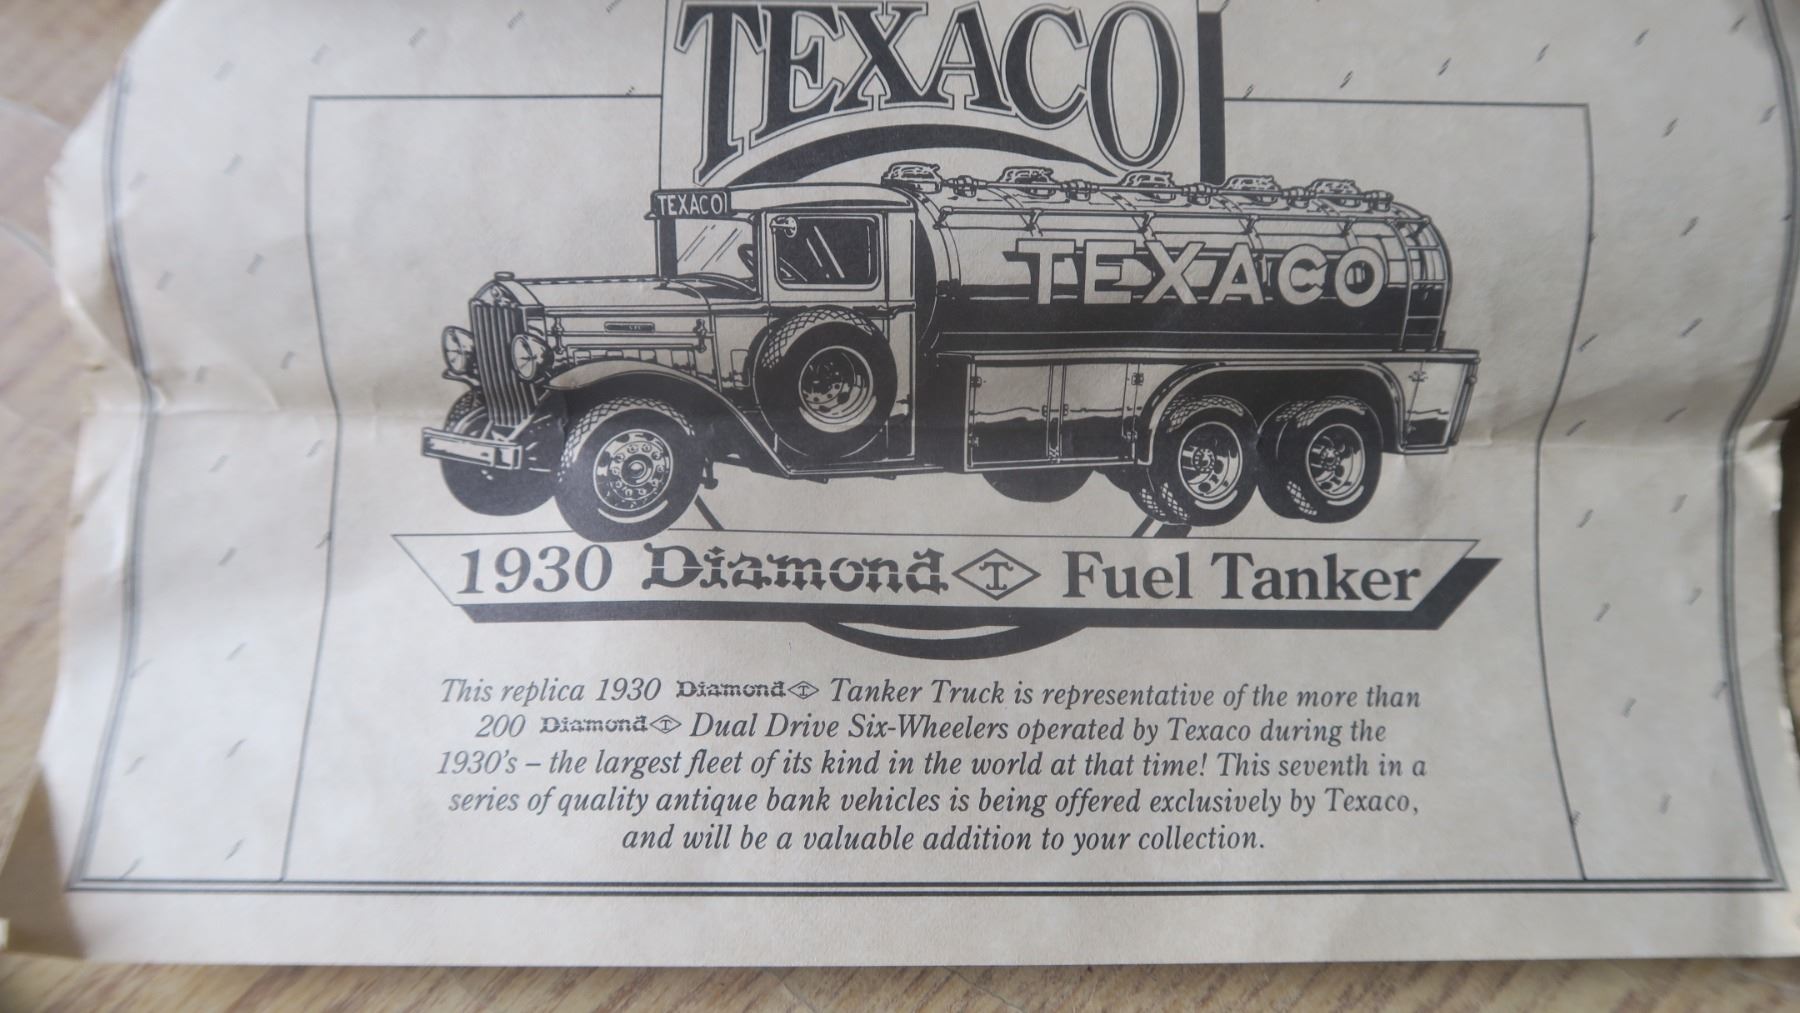 TEXACO
TEXACO
TEXACO
1930 Diamond T Fuel Tanker
This replica 1930 Diamond T Tanker Truck is representative of the more than
200 Diamond T Dual Drive Six-Wheelers operated by Texaco during the
1930's – the largest fleet of its kind in the world at that time! This seventh in a
series of quality antique bank vehicles is being offered exclusively by Texaco,
and will be a valuable addition to your collection.